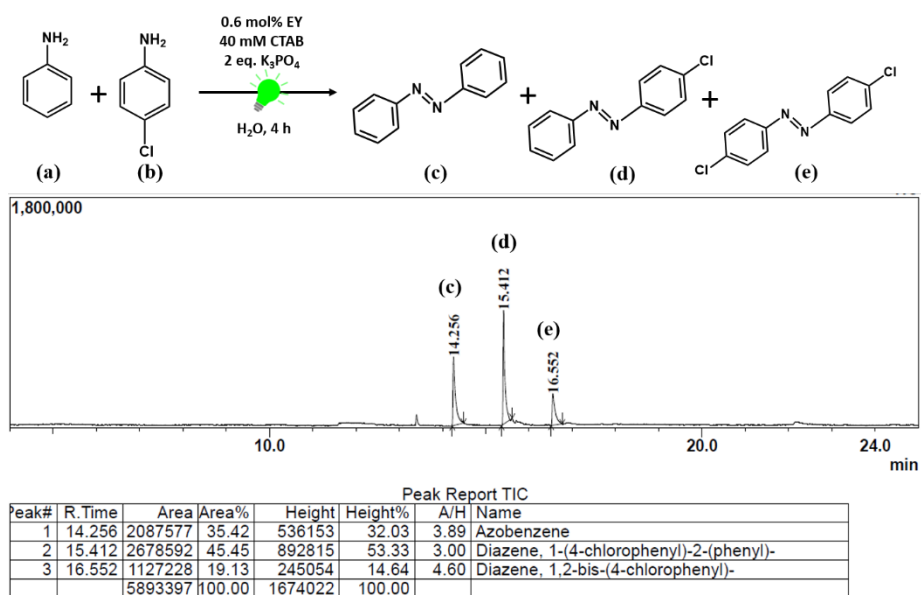 NH₂
NH₂
Cl
0.6 mol% EY
40 mM CTAB
2 eq. K₃PO₄
H₂O, 4 h
N
N
N
N
Cl
N
N
Cl
Cl
+
+
+
(a)
(b)
(c)
(d)
(e)
1,800,000
(c)
(d)
(e)
14.256
15.412
16.552
10.0
20.0
24.0
min
Peak Report TIC
Peak# R.Time Area Area% Height Height% A/H Name
1 14.256 2087577 35.42 536153 32.03 3.89 Azobenzene
2 15.412 2678592 45.45 892815 53.33 3.00 Diazene, 1-(4-chlorophenyl)-2-(phenyl)-
3 16.552 1127228 19.13 245054 14.64 4.60 Diazene, 1,2-bis-(4-chlorophenyl)-
5893397 100.00 1674022 100.00